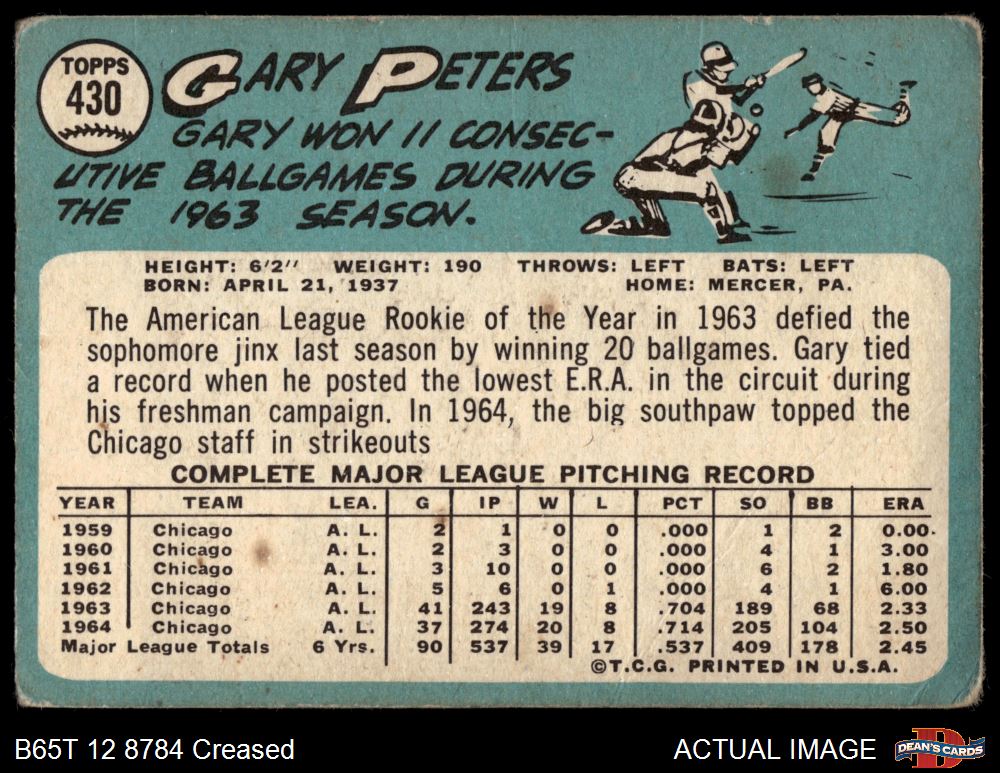 TOPPS
430
GARY PETERS
GARY WON 11 CONSEC-
UTIVE BALLGAMES DURING
THE 1963 SEASON.
HEIGHT: 6'2" WEIGHT: 190 THROWS: LEFT BATS: LEFT
BORN: APRIL 21, 1937 HOME: MERCER, PA.
The American League Rookie of the Year in 1963 defied the
sophomore jinx last season by winning 20 ballgames. Gary tied
a record when he posted the lowest E.R.A. in the circuit during
his freshman campaign. In 1964, the big southpaw topped the
Chicago staff in strikeouts
COMPLETE MAJOR LEAGUE PITCHING RECORD
YEAR TEAM LEA. G IP W L PCT SO BB ERA
1959 Chicago A. L. 2 1 0 0 .000 1 2 0.00
1960 Chicago A. L. 2 3 0 0 .000 4 1 3.00
1961 Chicago A. L. 3 10 0 0 .000 6 2 1.80
1962 Chicago A. L. 5 6 0 1 .000 4 1 6.00
1963 Chicago A. L. 41 243 19 8 .704 189 68 2.33
1964 Chicago A. L. 37 274 20 8 .714 205 104 2.50
Major League Totals 6 Yrs. 90 537 39 17 .537 409 178 2.45
©T.C.G. PRINTED IN U.S.A.
B65T 12 8784 Creased ACTUAL IMAGE
D
DEAN'S CARDS